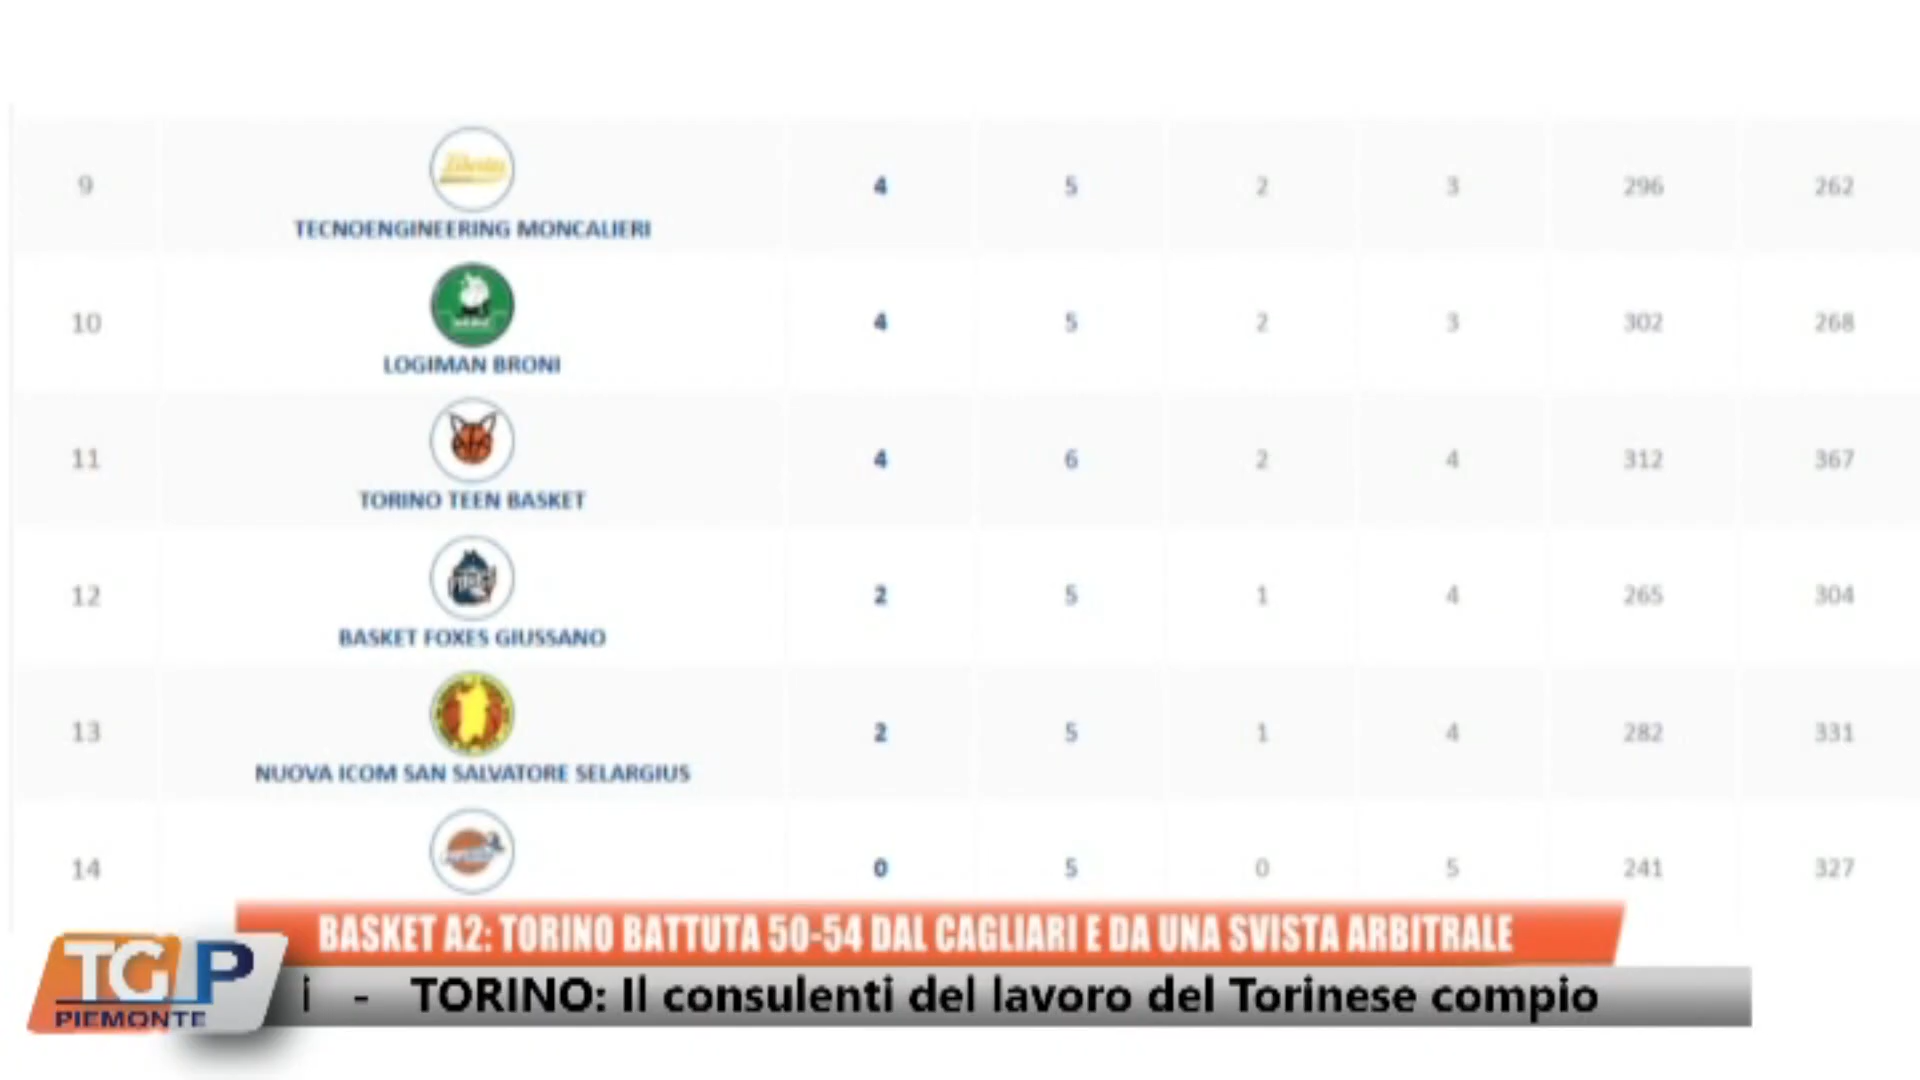 9 TECNOENGINEERING MONCALIERI 4 5 2 3 296 262
10 LOGIMAN BRONI 4 5 2 3 302 268
11 TORINO TEEN BASKET 4 6 2 4 312 367
12 BASKET FOXES GIUSSANO 2 5 1 4 265 304
13 NUOVA ICOM SAN SALVATORE SELARGIUS 2 5 1 4 282 331
14 0 5 0 5 241 327
BASKET A2: TORINO BATTUTA 50-54 DAL CAGLIARI E DA UNA SVISTA ARBITRALE
TGP
PIEMONTE
i - TORINO: Il consulenti del lavoro del Torinese compio